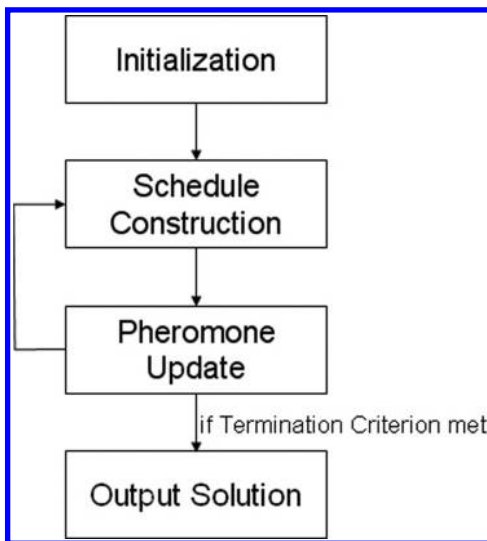 Initialization
Schedule
Construction
Pheromone
Update
if Termination Criterion met
Output Solution